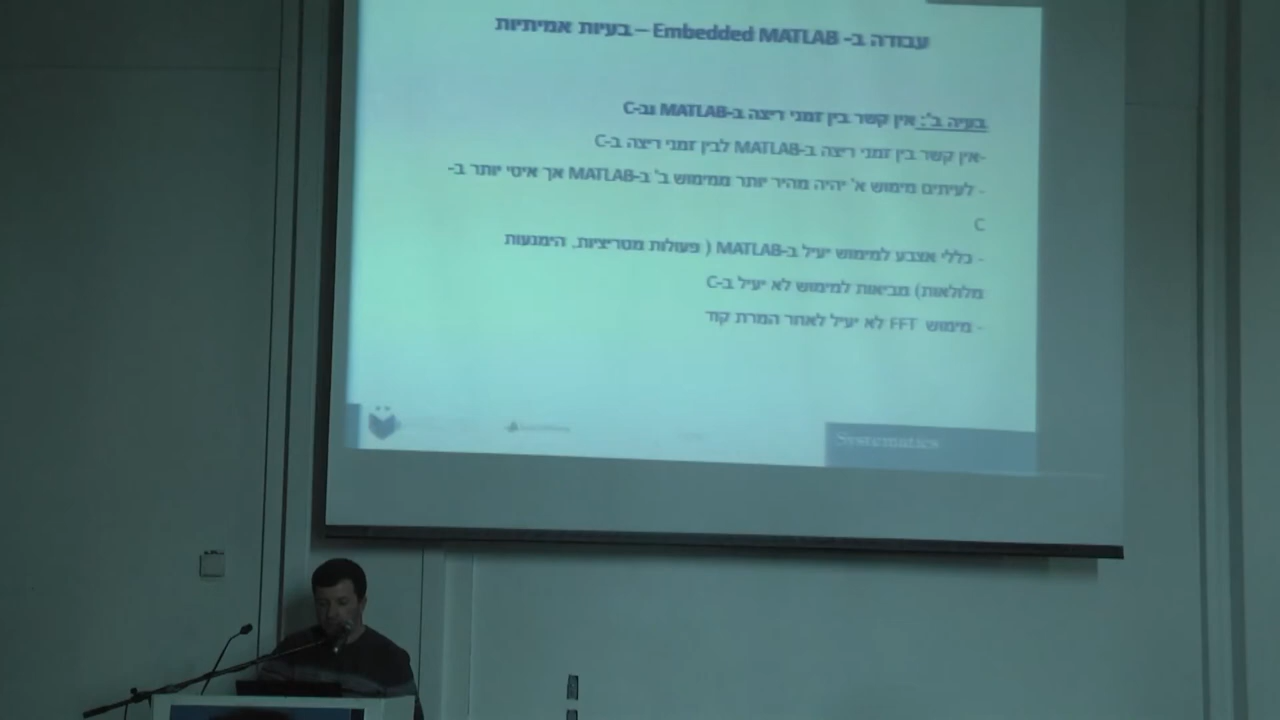 עבודה ב- Embedded MATLAB – בעיות אמיתיות
בעיה ב': אין קשר בין זמני ריצה ב-MATLAB וב-C
-אין קשר בין זמני ריצה ב-MATLAB לבין זמני ריצה ב-C
- לעיתים מימוש א' יהיה מהיר יותר ממימוש ב' ב-MATLAB אך איטי יותר ב-
C
- כללי אצבע למימוש יעיל ב-MATLAB ( פעולות מטריציות, הימנעות
מלולאות) מביאות למימוש לא יעיל ב-C
- מימוש FFT לא יעיל לאחר המרת קוד
Systematics